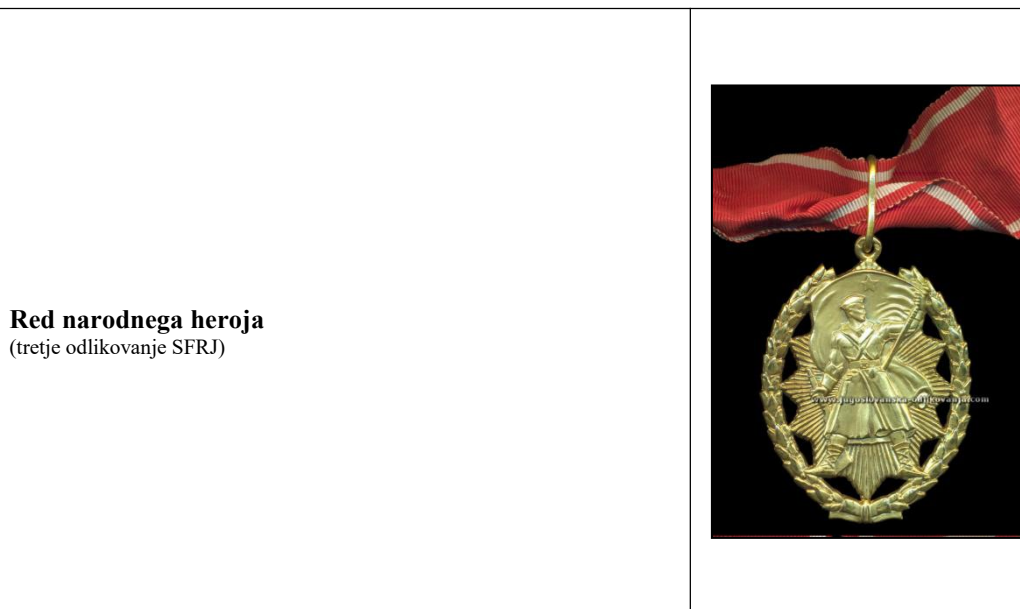 Red narodnega heroja
(tretje odlikovanje SFRJ)
www.jugoslovanska-odlikovanja.com